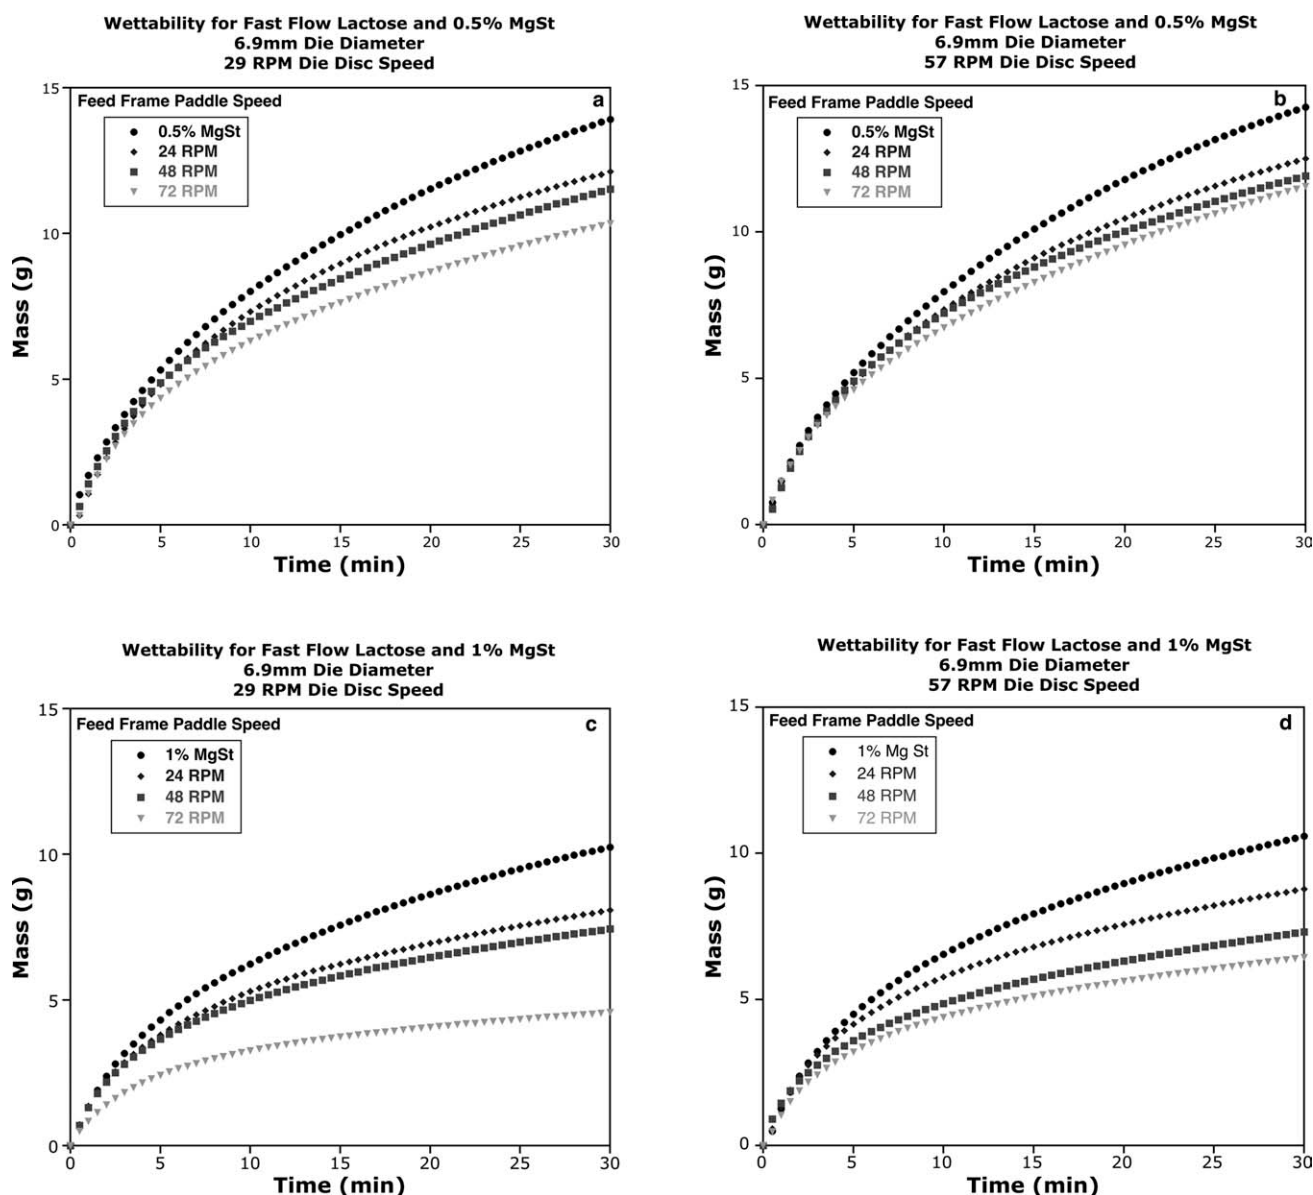 Wettability for Fast Flow Lactose and 0.5% MgSt
6.9mm Die Diameter
29 RPM Die Disc Speed
15
Feed Frame Paddle Speed
a
0.5% MgSt
24 RPM
48 RPM
72 RPM
10
5
0
Mass (g)
0 5 10 15 20 25 30
Time (min)
Wettability for Fast Flow Lactose and 0.5% MgSt
6.9mm Die Diameter
57 RPM Die Disc Speed
15
Feed Frame Paddle Speed
b
0.5% MgSt
24 RPM
48 RPM
72 RPM
10
5
0
Mass (g)
0 5 10 15 20 25 30
Time (min)
Wettability for Fast Flow Lactose and 1% MgSt
6.9mm Die Diameter
29 RPM Die Disc Speed
15
Feed Frame Paddle Speed
c
1% MgSt
24 RPM
48 RPM
72 RPM
10
5
0
Mass (g)
0 5 10 15 20 25 30
Time (min)
Wettability for Fast Flow Lactose and 1% MgSt
6.9mm Die Diameter
57 RPM Die Disc Speed
15
Feed Frame Paddle Speed
d
1% Mg St
24 RPM
48 RPM
72 RPM
10
5
0
Mass (g)
0 5 10 15 20 25 30
Time (min)